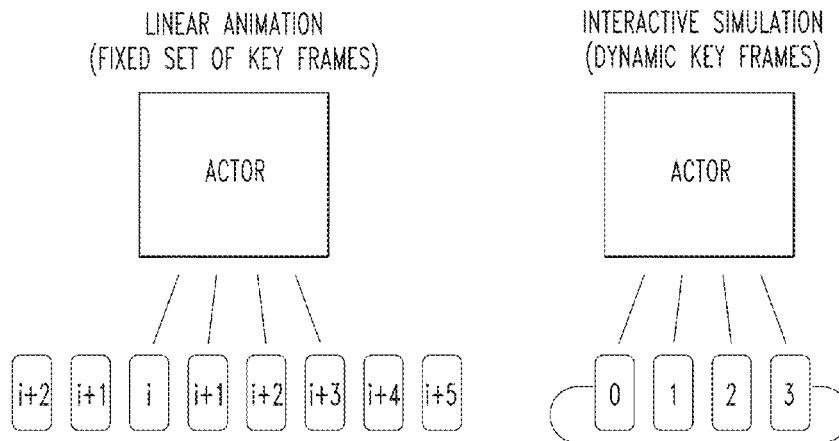 LINEAR ANIMATION
(FIXED SET OF KEY FRAMES)
ACTOR
i+2 i+1 i i+1 i+2 i+3 i+4 i+5
INTERACTIVE SIMULATION
(DYNAMIC KEY FRAMES)
ACTOR
0 1 2 3